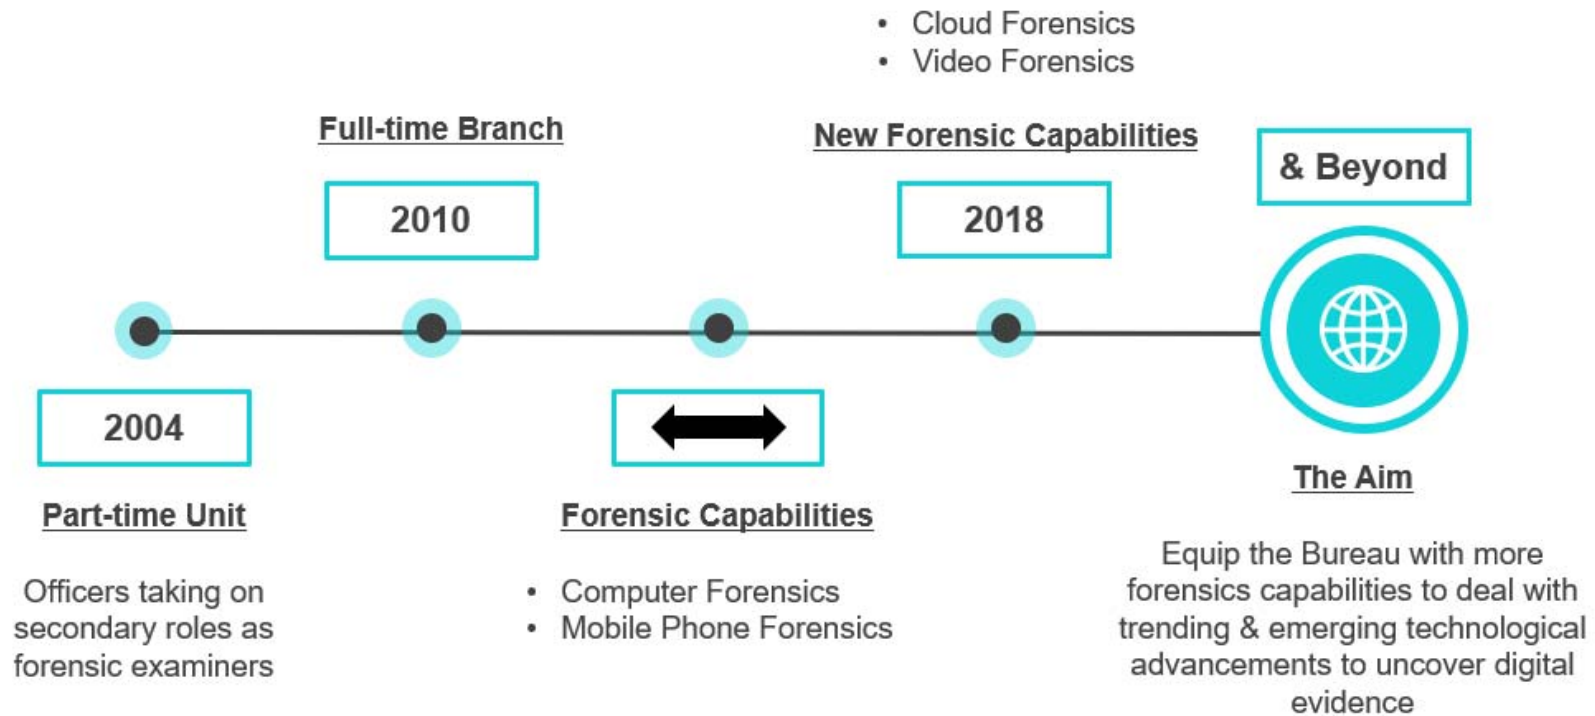 • Cloud Forensics
• Video Forensics
Full-time Branch
New Forensic Capabilities
& Beyond
2010
2018
2004
The Aim
Part-time Unit
Forensic Capabilities
Officers taking on
secondary roles as
forensic examiners
• Computer Forensics
• Mobile Phone Forensics
Equip the Bureau with more
forensics capabilities to deal with
trending & emerging technological
advancements to uncover digital
evidence